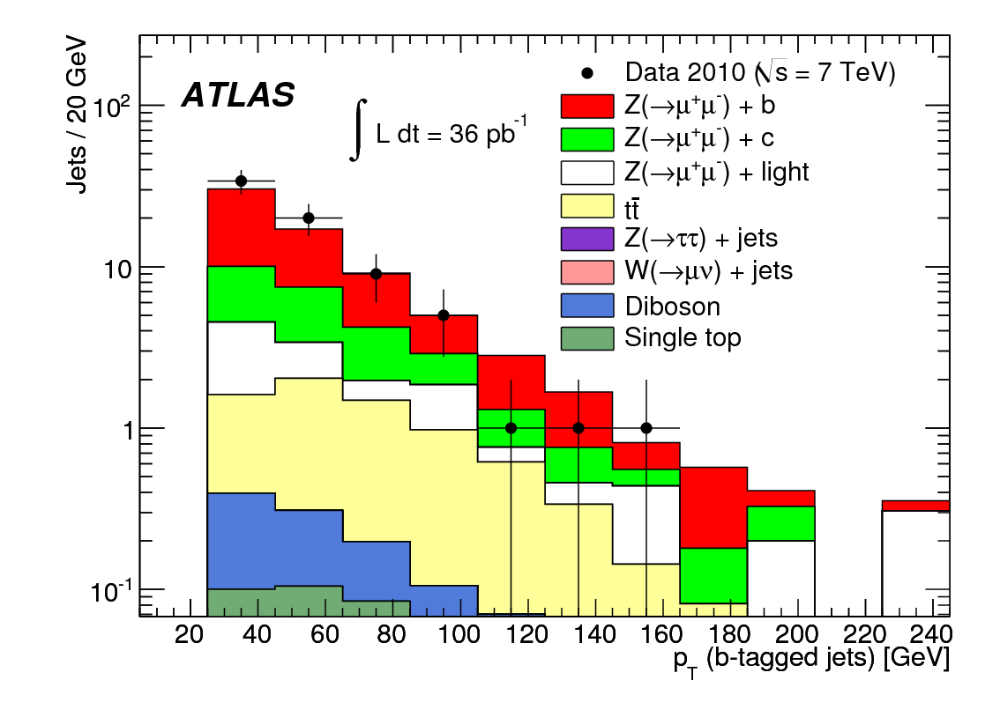 Jets / 20 GeV
10²
10
1
10⁻¹
ATLAS
∫ L dt = 36 pb⁻¹
Data 2010 (√s = 7 TeV)
Z(→μ⁺μ⁻) + b
Z(→μ⁺μ⁻) + c
Z(→μ⁺μ⁻) + light
tt̄
Z(→ττ) + jets
W(→μν) + jets
Diboson
Single top
20 40 60 80 100 120 140 160 180 200 220 240
p_T (b-tagged jets) [GeV]